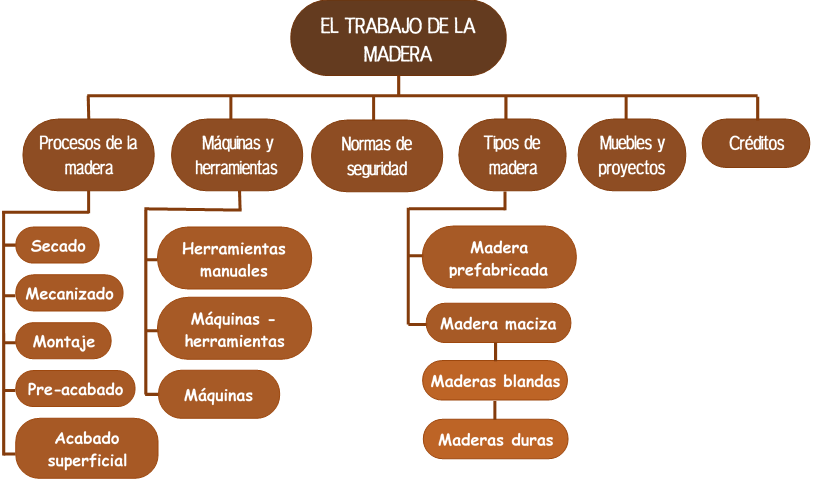 EL TRABAJO DE LA
MADERA
Procesos de la
madera
Máquinas y
herramientas
Normas de
seguridad
Tipos de
madera
Muebles y
proyectos
Créditos
Secado
Mecanizado
Montaje
Pre-acabado
Acabado
superficial
Herramientas
manuales
Máquinas -
herramientas
Máquinas
Madera
prefabricada
Madera maciza
Maderas blandas
Maderas duras